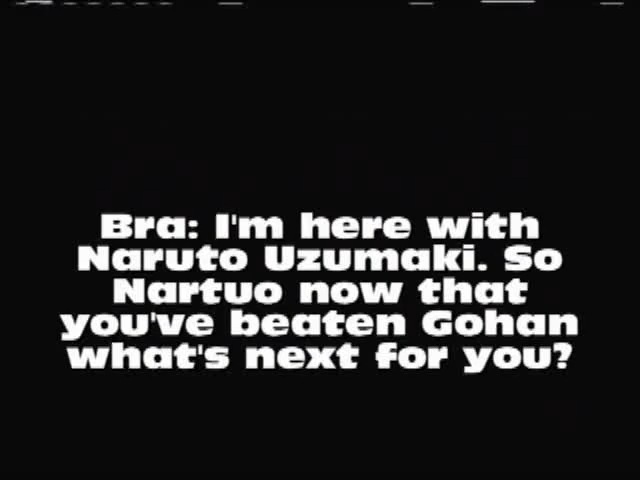 Bra: I'm here with
Naruto Uzumaki. So
Nartuo now that
you've beaten Gohan
what's next for you?